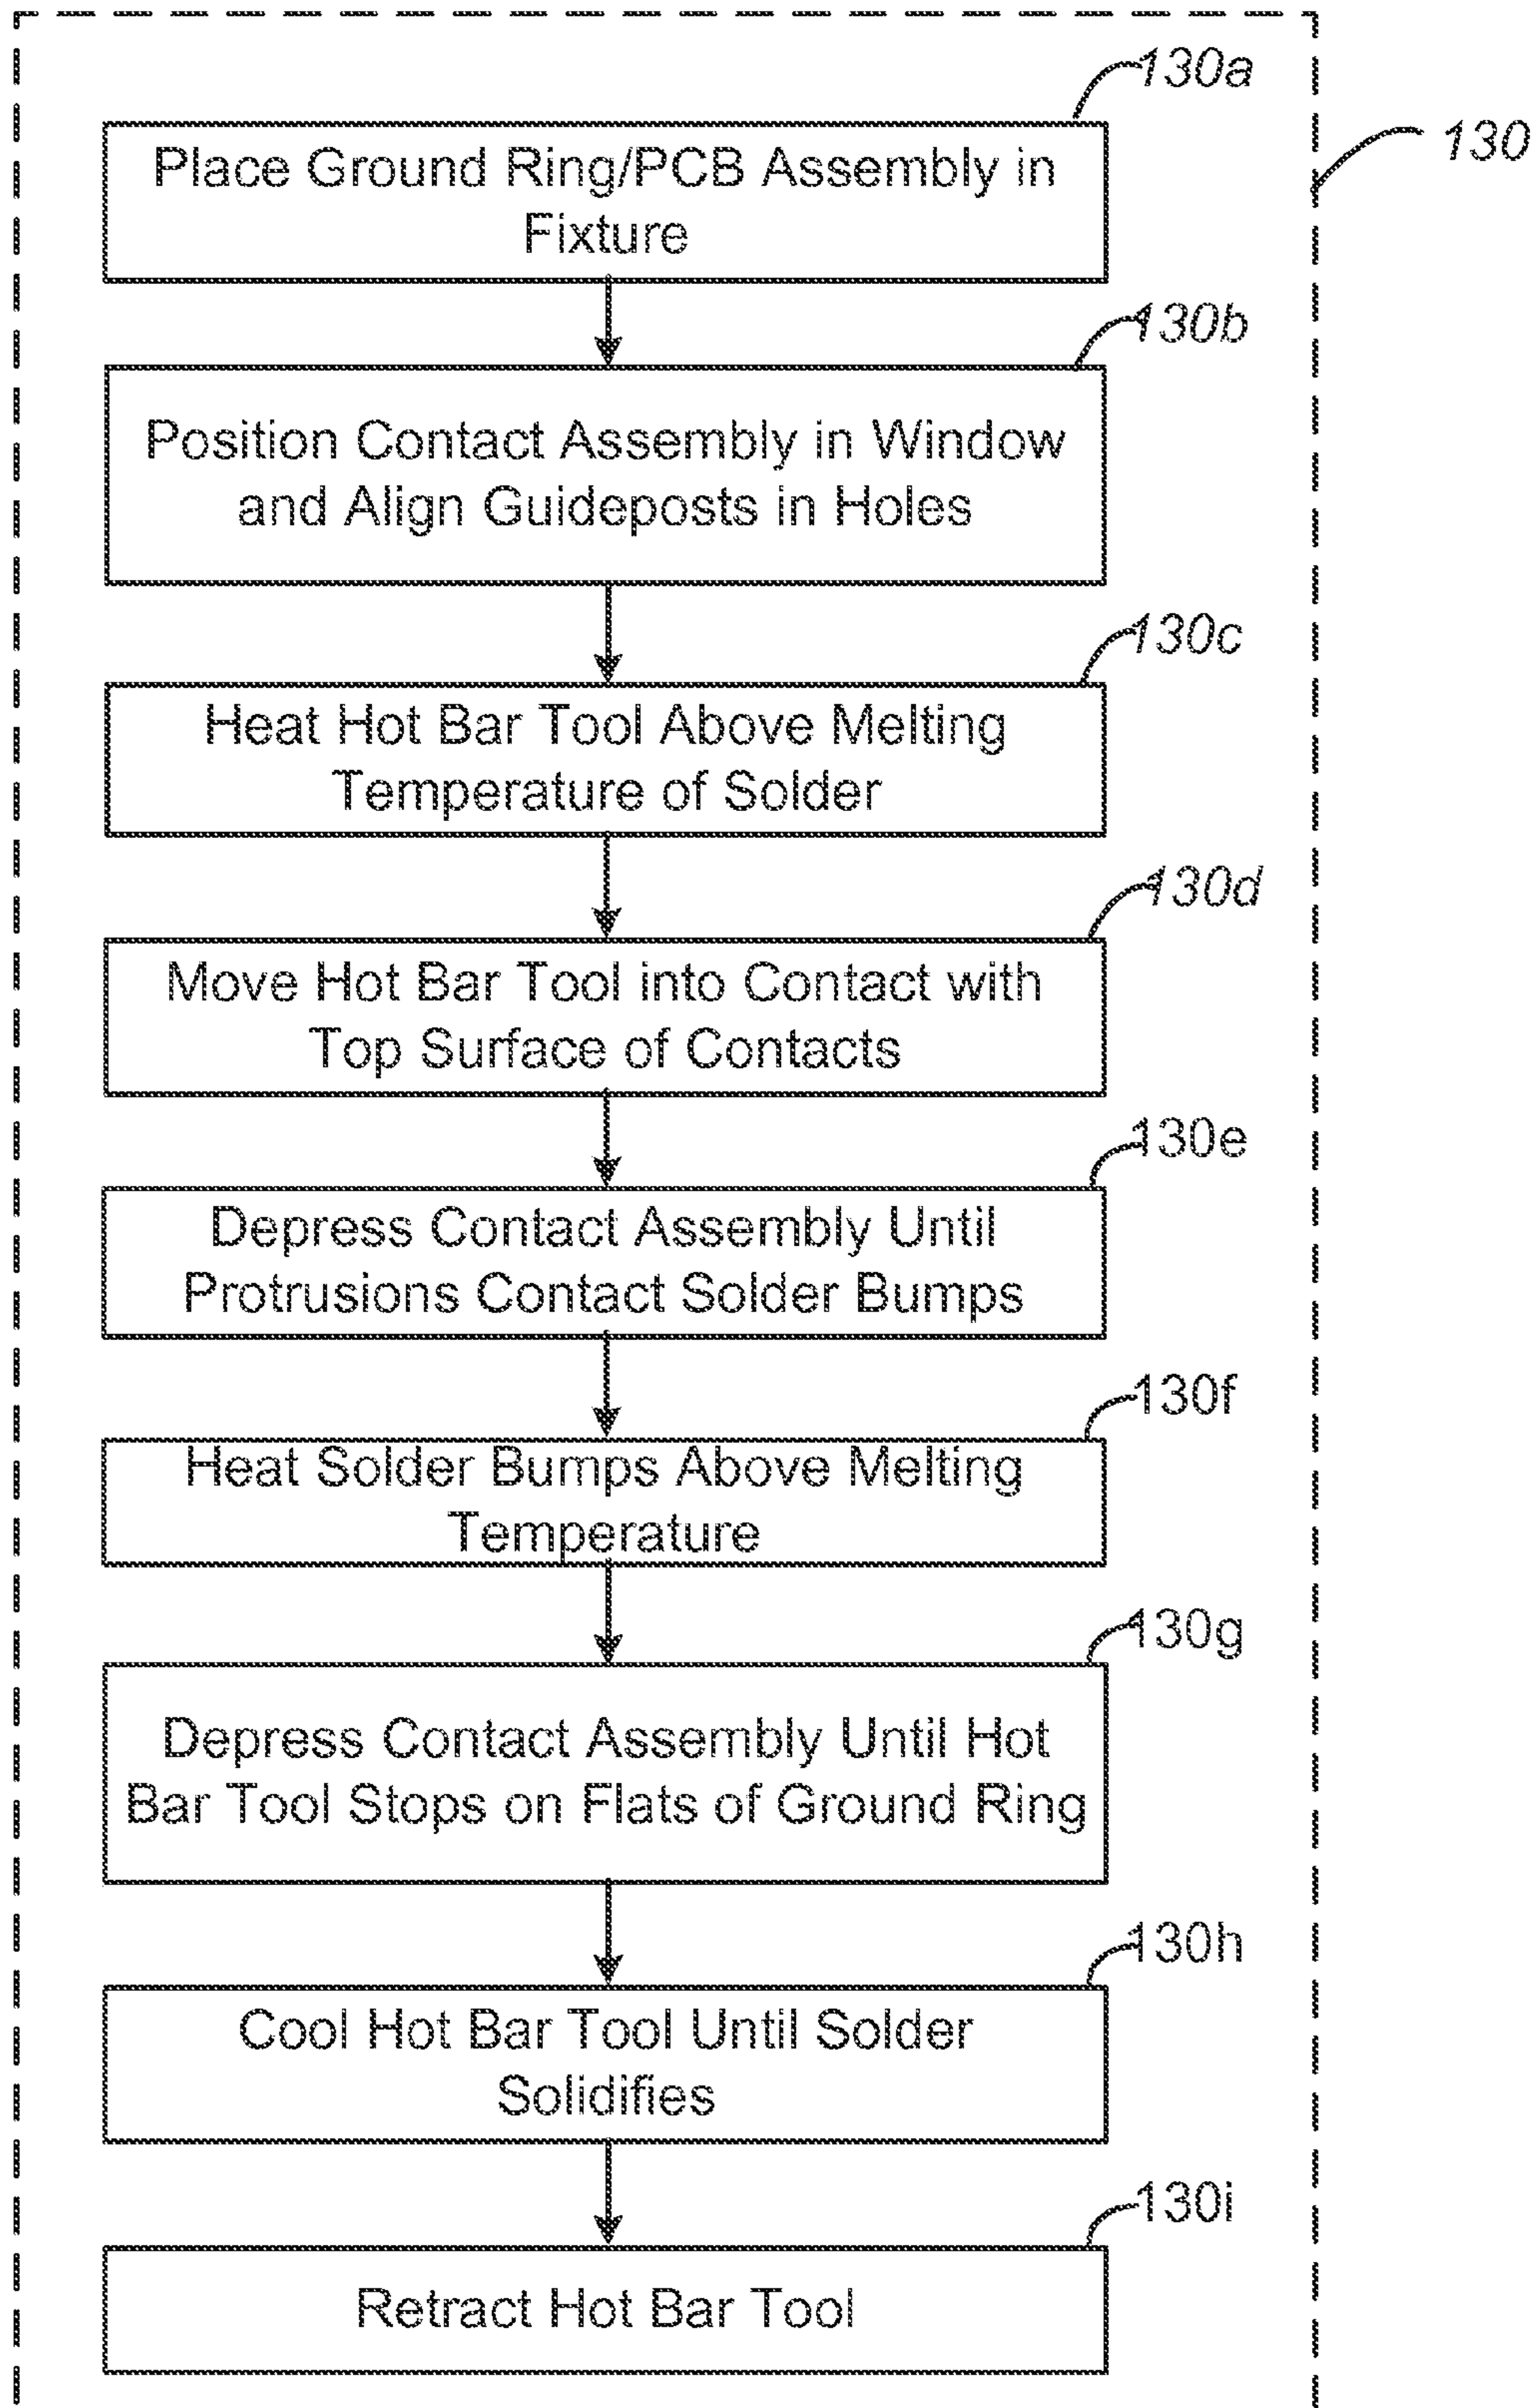 130a
130
Place Ground Ring/PCB Assembly in
Fixture
130b
Position Contact Assembly in Window
and Align Guideposts in Holes
130c
Heat Hot Bar Tool Above Melting
Temperature of Solder
130d
Move Hot Bar Tool into Contact with
Top Surface of Contacts
130e
Depress Contact Assembly Until
Protrusions Contact Solder Bumps
130f
Heat Solder Bumps Above Melting
Temperature
130g
Depress Contact Assembly Until Hot
Bar Tool Stops on Flats of Ground Ring
130h
Cool Hot Bar Tool Until Solder
Solidifies
130i
Retract Hot Bar Tool